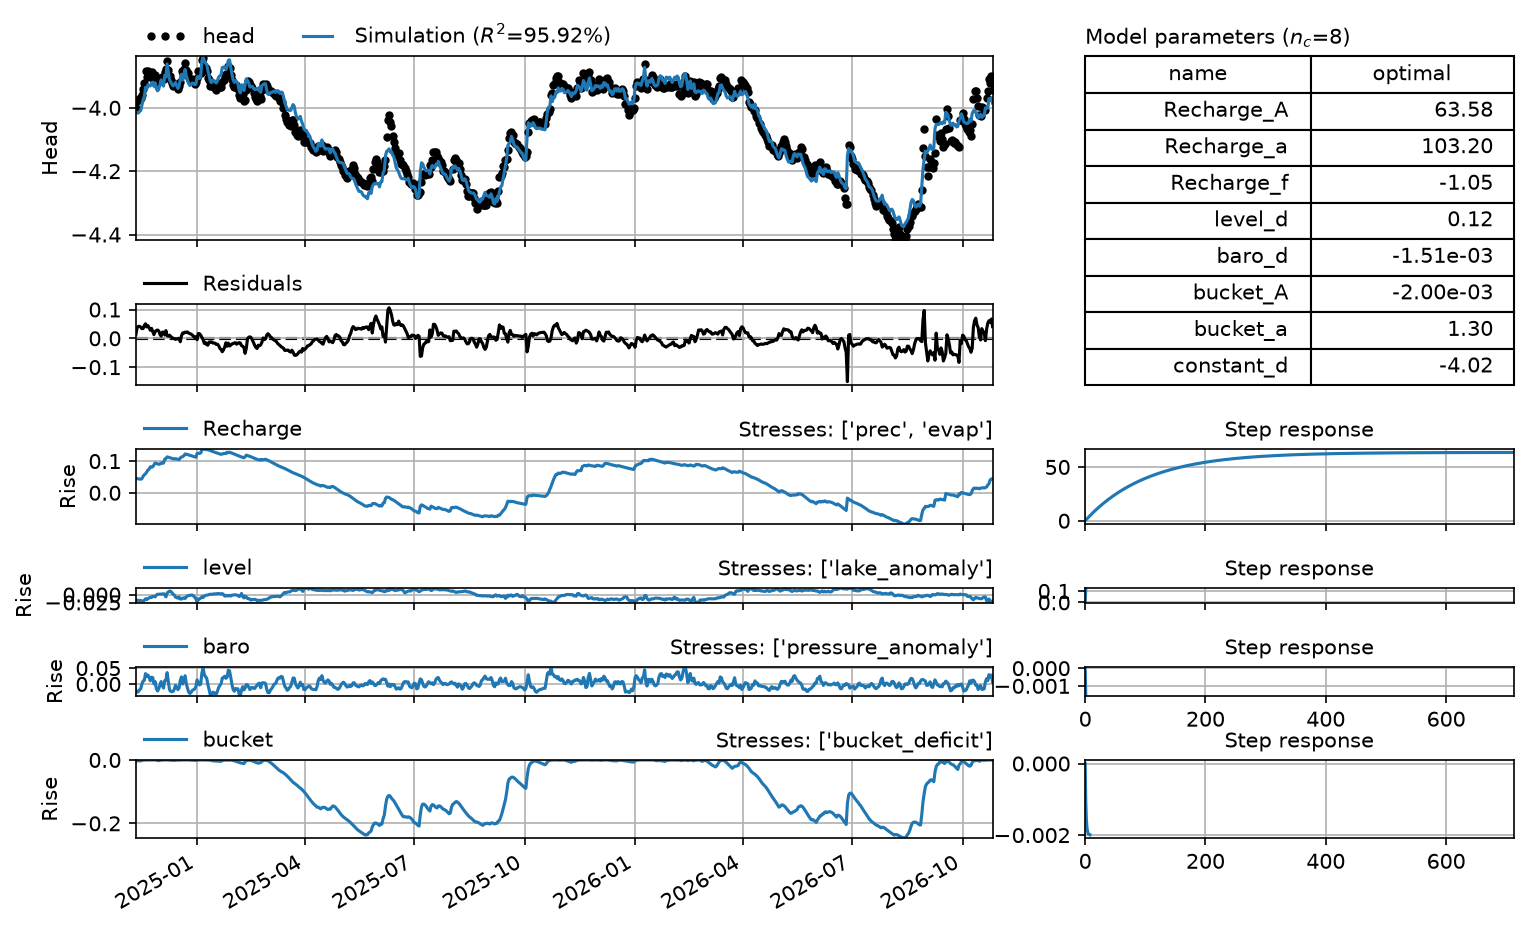 head
Simulation (R²=95.92%)
Head
−4.0
−4.2
−4.4
Residuals
0.1
0.0
−0.1
Recharge
Stresses: ['prec', 'evap']
Rise
0.1
0.0
level
Stresses: ['lake_anomaly']
Rise
0.000
−0.025
baro
Stresses: ['pressure_anomaly']
Rise
0.05
0.00
bucket
Stresses: ['bucket_deficit']
Rise
0.0
−0.2
2025-01
2025-04
2025-07
2025-10
2026-01
2026-04
2026-07
2026-10
Model parameters (n_c=8)
name optimal
Recharge_A 63.58
Recharge_a 103.20
Recharge_f -1.05
level_d 0.12
baro_d -1.51e-03
bucket_A -2.00e-03
bucket_a 1.30
constant_d -4.02
Step response
50
0
Step response
0.1
0.0
Step response
0.000
−0.001
0 200 400 600
Step response
0.000
−0.002
0 200 400 600